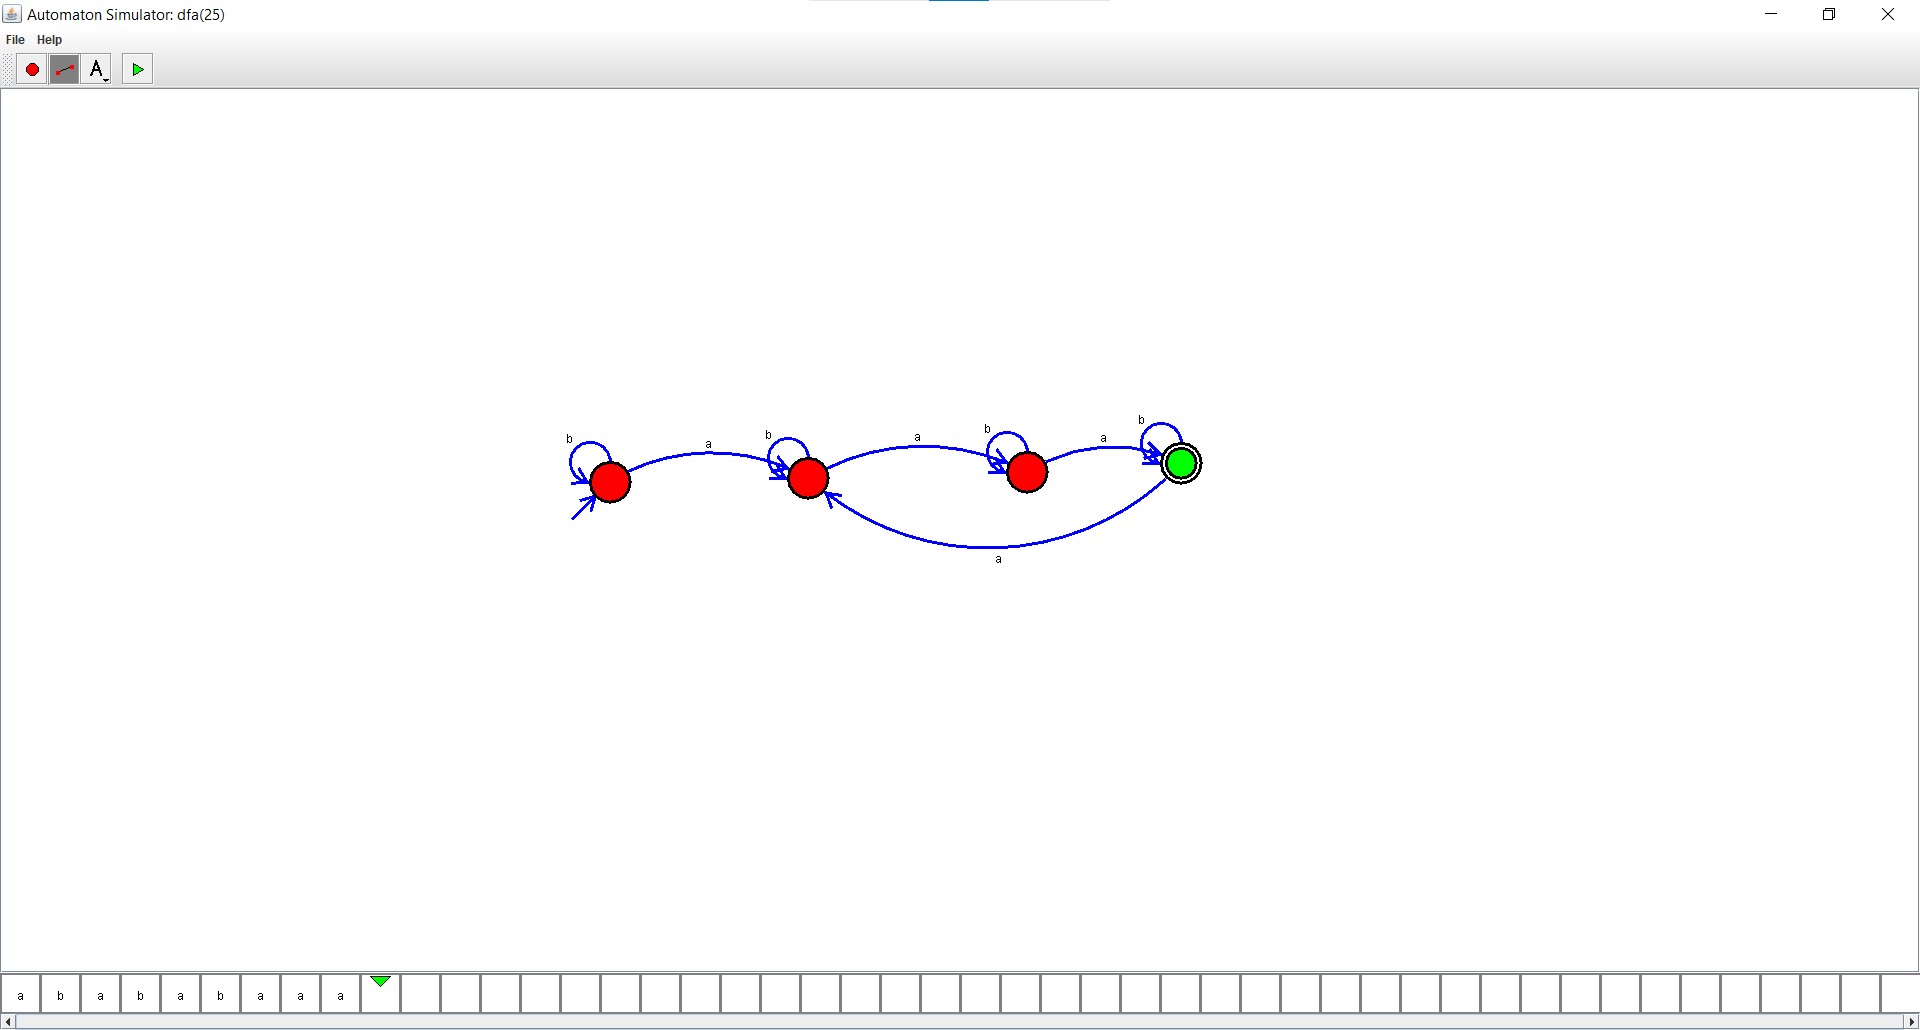 Automaton Simulator: dfa(25)
File Help
A
b a b a b a b
a
a b a b a b a a a